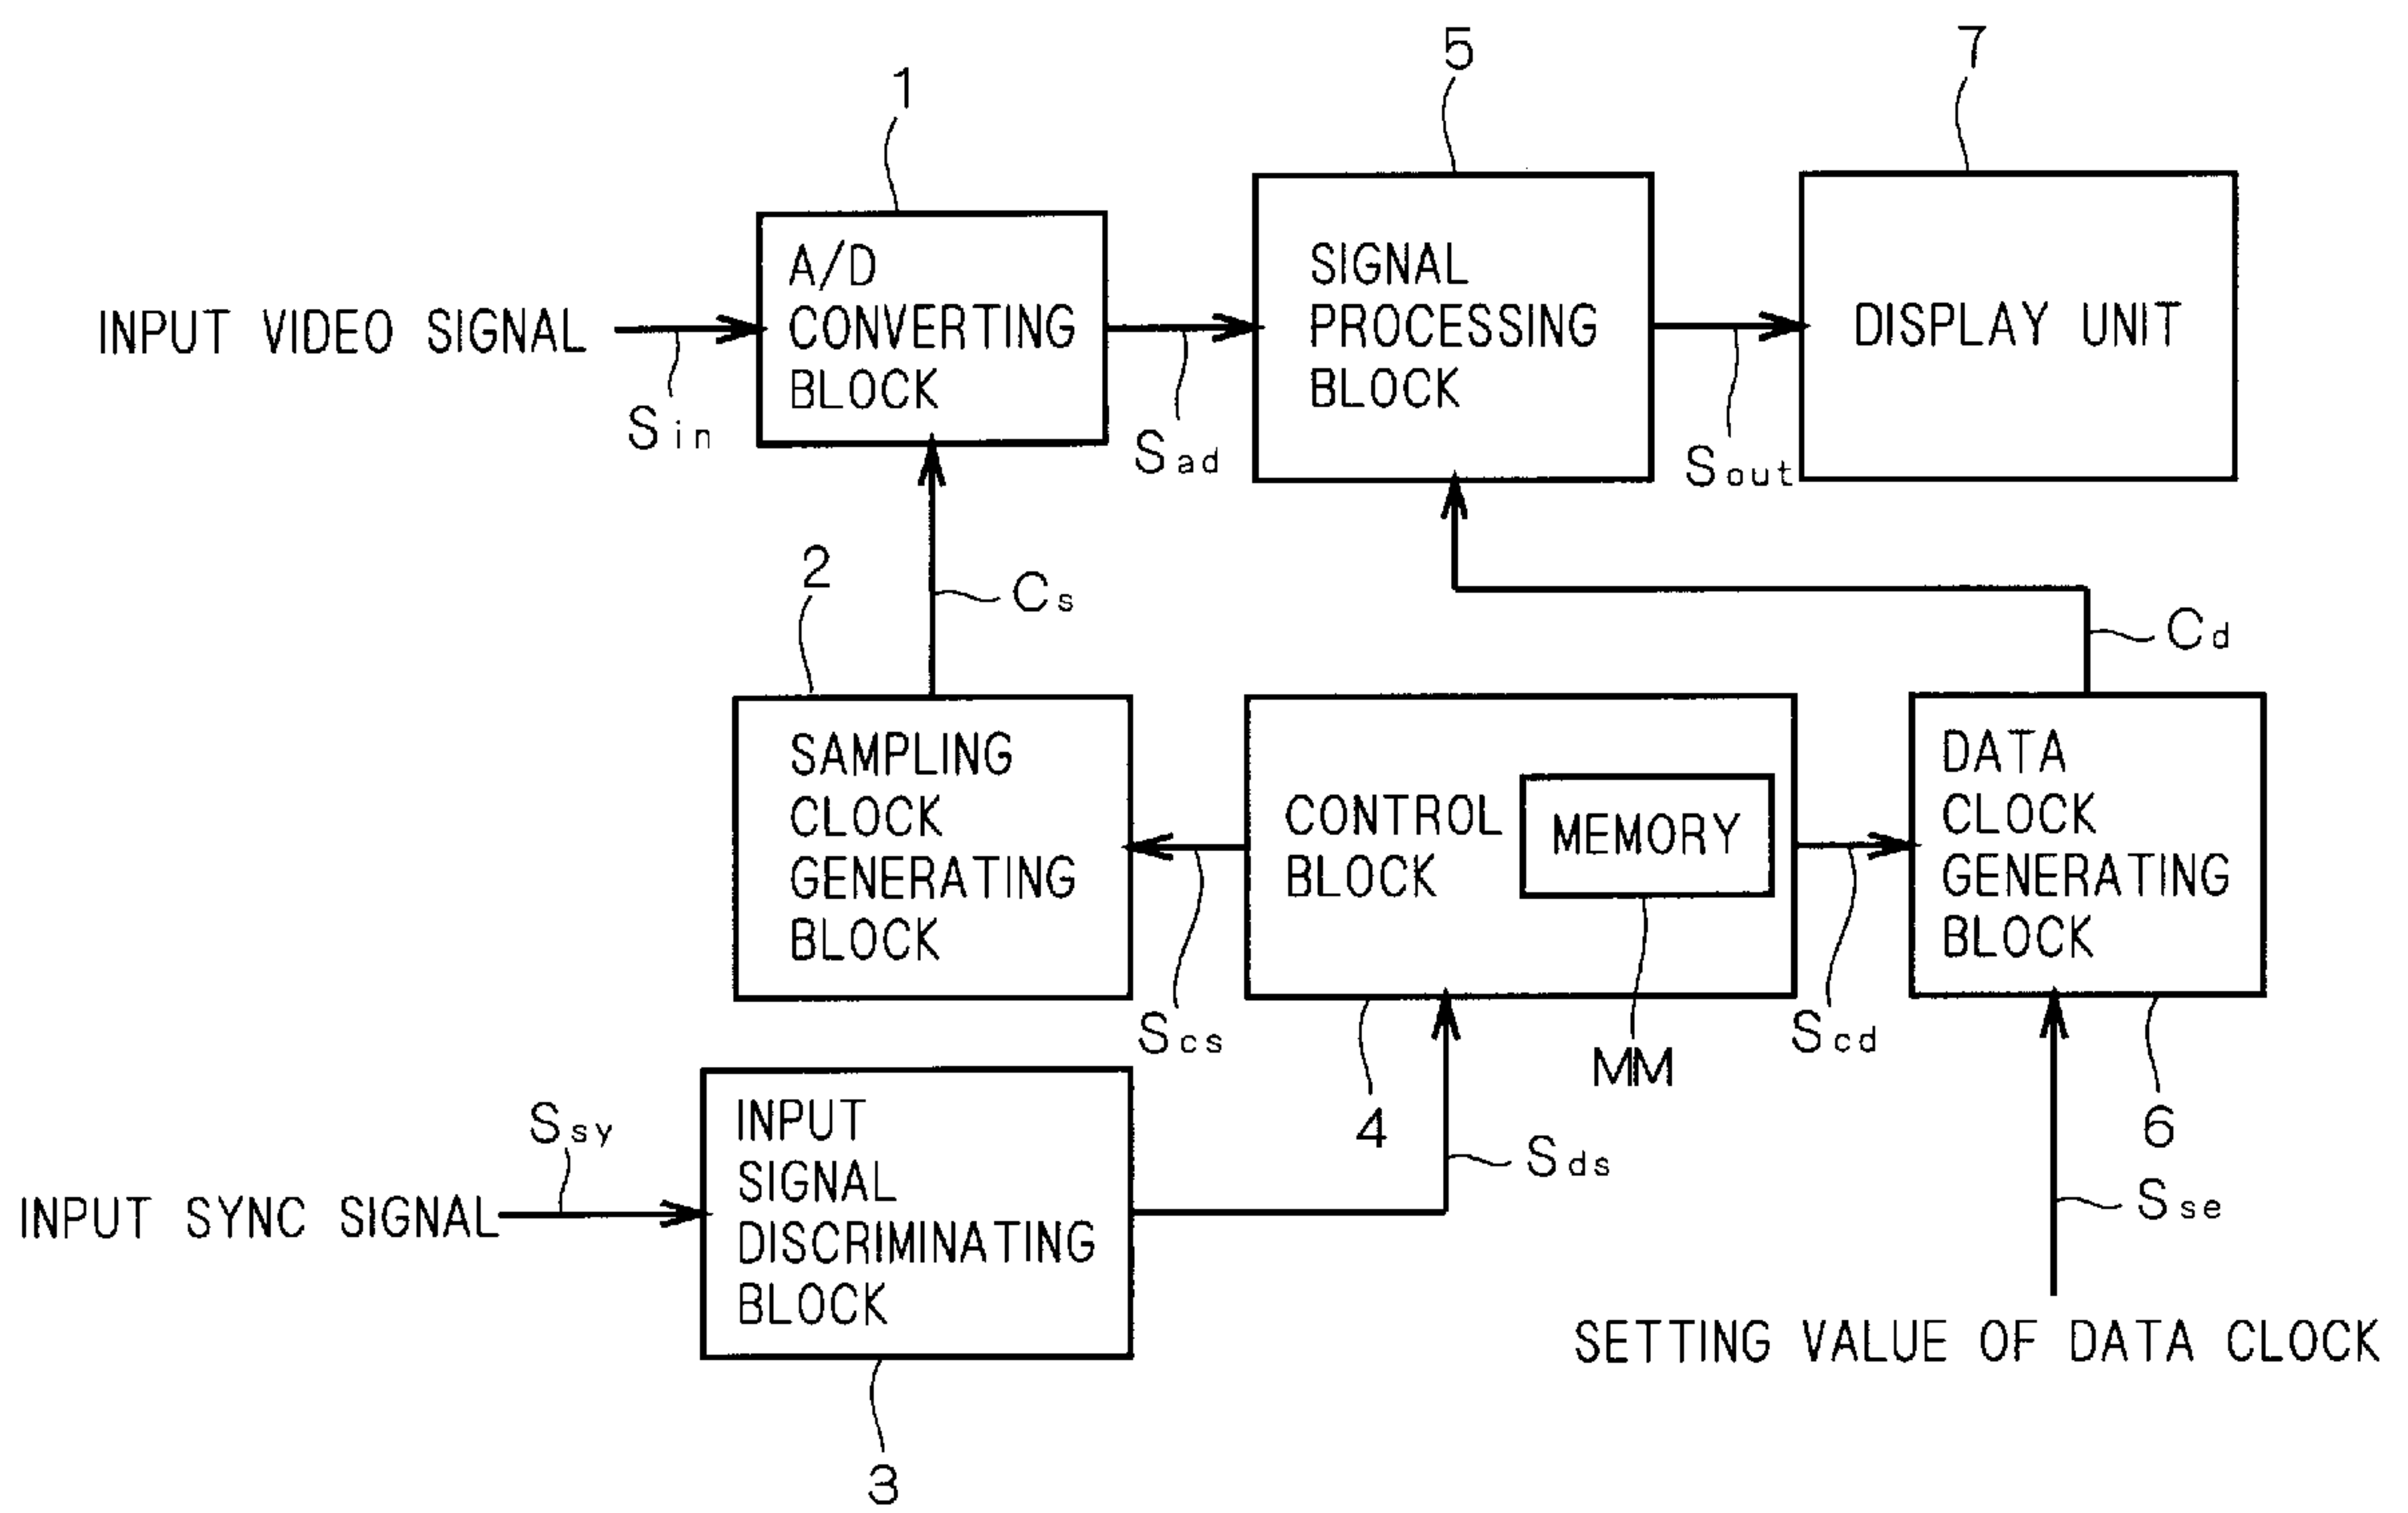 1
5
7
A/D
CONVERTING
BLOCK
SIGNAL
PROCESSING
BLOCK
DISPLAY UNIT
INPUT VIDEO SIGNAL
Sin
Sad
Sout
2
Cs
Cd
SAMPLING
CLOCK
GENERATING
BLOCK
CONTROL
BLOCK
MEMORY
DATA
CLOCK
GENERATING
BLOCK
Scs
4
MM
Scd
6
INPUT SYNC SIGNAL
Ssy
INPUT
SIGNAL
DISCRIMINATING
BLOCK
Sds
Sse
SETTING VALUE OF DATA CLOCK
3